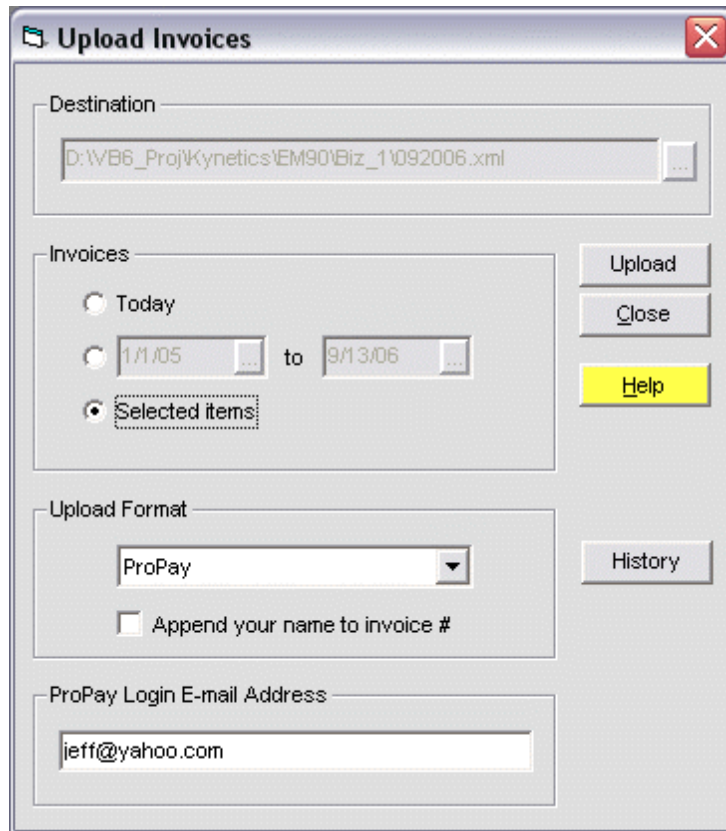 Upload Invoices
Destination
D:\VB6_Proj\Kynetics\EM90\Biz_1\092006.xml ...
Invoices
Today
1/1/05 ... to 9/13/06 ...
Selected items
Upload
Close
Help
Upload Format
ProPay
Append your name to invoice #
History
ProPay Login E-mail Address
jeff@yahoo.com